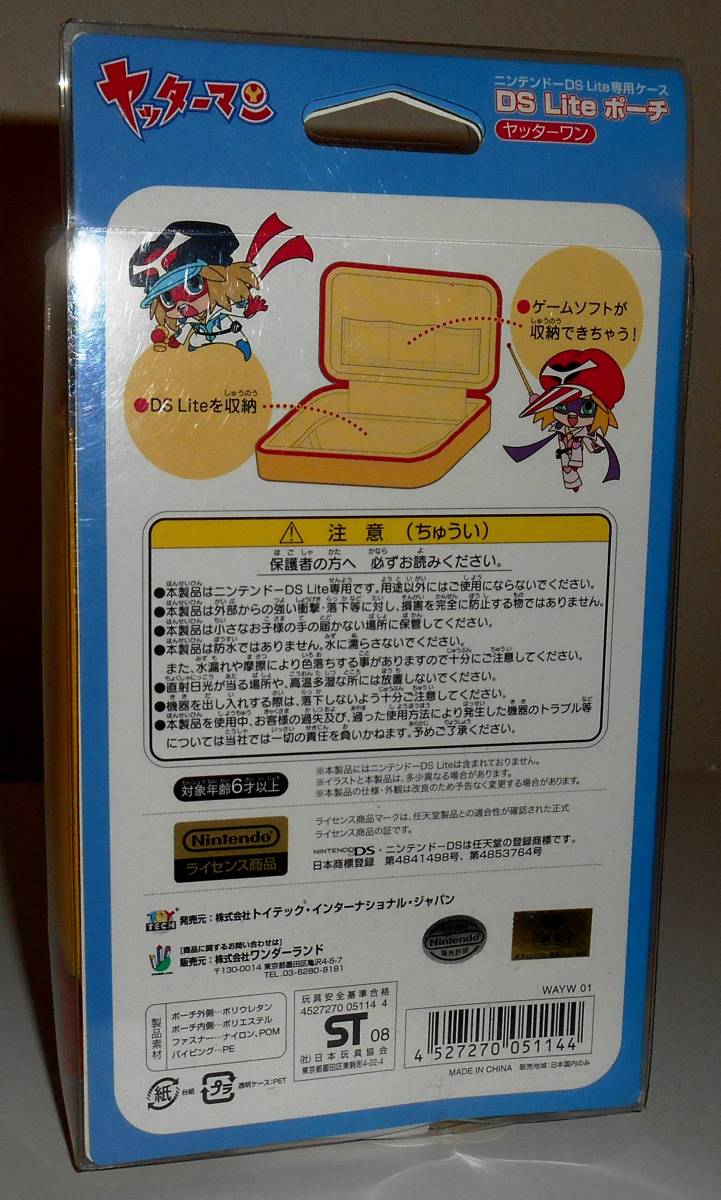 ヤッターマン
ニンテンドーDS Lite専用ケース
DS Lite ポーチ
ヤッターワン
●ゲームソフトが
しゅうのう
収納できちゃう!
しゅうのう
●DS Liteを収納
注 意 (ちゅうい)
ほごしゃ かた かなら よ
保護者の方へ 必ずお読みください。
●本製品はニンテンドーDS Lite専用です。用途以外にはご使用にならないでください。
●本製品は外部からの強い衝撃・落下等に対し、損害を完全に防止する物ではありません。
●本製品は小さなお子様の手の届かない場所に保管してください。
●本製品は防水ではありません。水に濡らさないでください。
また、水漏れや摩擦により色落ちする事がありますので十分にご注意してください。
●直射日光が当る場所や、高温多湿な所には放置しないでください。
●機器を出し入れする際は、落下しないよう十分ご注意してください。
●本製品を使用中、お客様の過失及び、過った使用方法により発生した機器のトラブル等
については当社では一切の責任を負いかねます。予めご了承ください。
対象年齢6才以上
※本製品にはニンテンドーDS Liteは含まれておりません。
※イラストと本製品は、多少異なる場合があります。
※本製品の仕様・外観は改良のため予告なく変更する場合があります。
Nintendo
ライセンス商品
ライセンス商品マークは、任天堂製品との適合性が確認された正式
ライセンス商品の証です。
NINTENDO DS・ニンテンドーDSは任天堂の登録商標です。
日本商標登録 第4841498号、第4853764号
TOY TECH
発売元:株式会社トイテック・インターナショナル・ジャパン
[商品に関するお問い合わせは]
販売元:株式会社ワンダーランド
〒130-0014 東京都墨田区亀沢4-5-7
TEL.03-6280-8181
Nintendo
販売許諾
WAYW 01
製品素材
ポーチ外側…ポリウレタン
ポーチ内側…ポリエステル
ファスナー…ナイロン、POM
パイピング…PE
玩具安全基準合格
4527270 05114 4
ST 08
(社)日本玩具協会
東京都墨田区東駒形4-22-4
4 527270 051144
MADE IN CHINA 販売地域:日本国内のみ
紙 台紙
プラ 透明ケース:PET